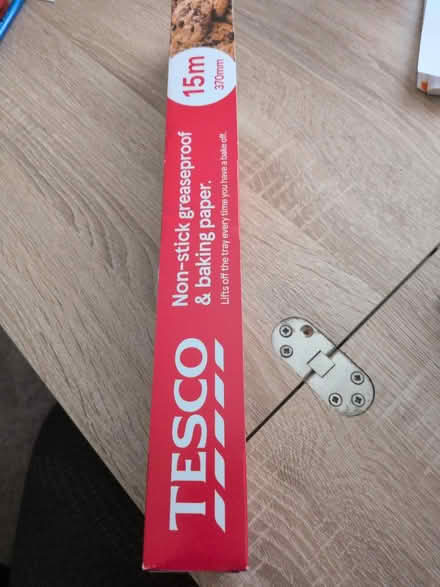 TESCO
Non-stick greaseproof
& baking paper.
Lifts off the tray every time you have a bake off.
15m
370mm